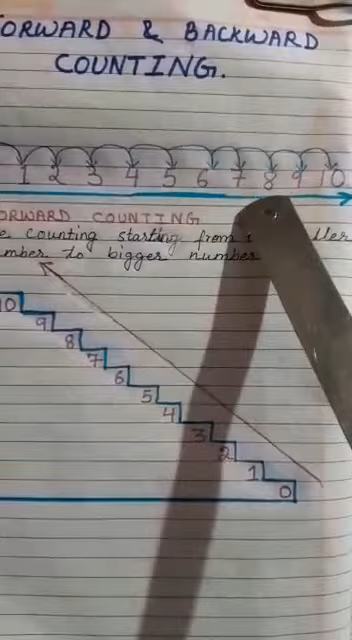 ORWARD & BACKWARD
COUNTING.
1 2 3 4 5 6 7 8 9 10
ORWARD COUNTING
e counting starting from ller
mber to bigger number
10
9
8
7
6
5
4
3
2
1
0